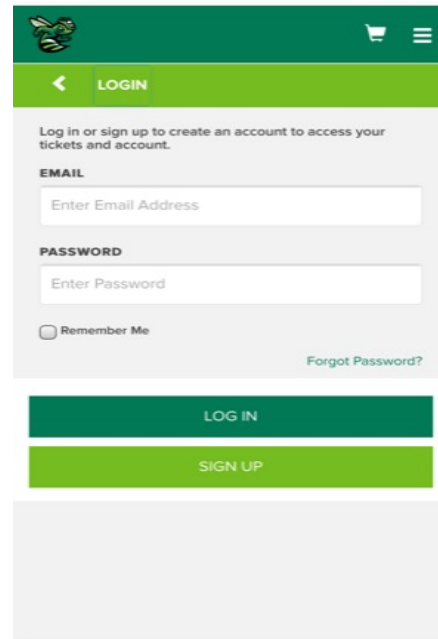 LOGIN
Log in or sign up to create an account to access your
tickets and account.
EMAIL
Enter Email Address
PASSWORD
Enter Password
Remember Me
Forgot Password?
LOG IN
SIGN UP